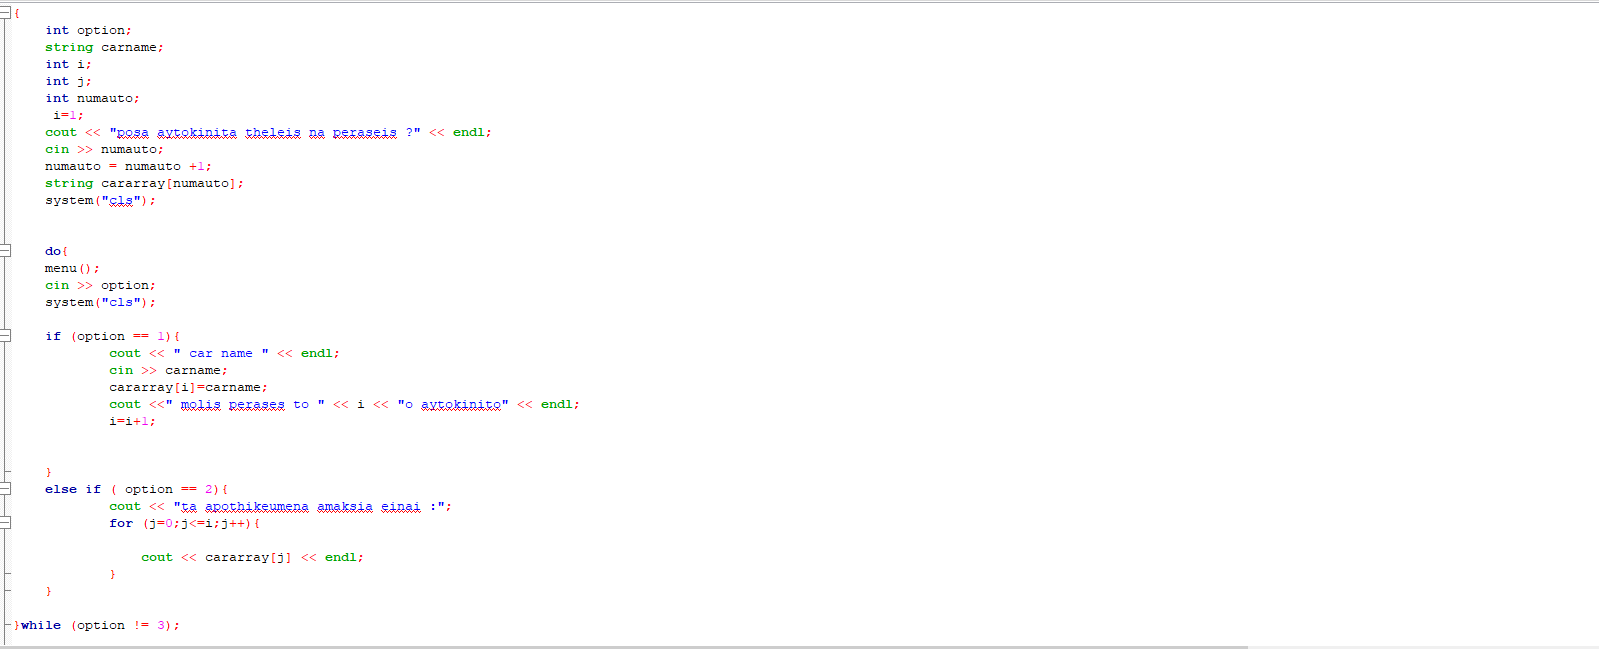 {
int option;
string carname;
int i;
int j;
int numauto;
i=1;
cout << "posa aytokinita theleis na peraseis ?" << endl;
cin >> numauto;
numauto = numauto +1;
string cararray[numauto];
system("cls");
do{
menu();
cin >> option;
system("cls");
if (option == 1){
cout << " car name " << endl;
cin >> carname;
cararray[i]=carname;
cout <<" molis perases to " << i << "o aytokinito" << endl;
i=i+1;
}
else if ( option == 2){
cout << "ta apothikeumena amaksia einai :";
for (j=0;j<=i;j++){
cout << cararray[j] << endl;
}
}
}while (option != 3);